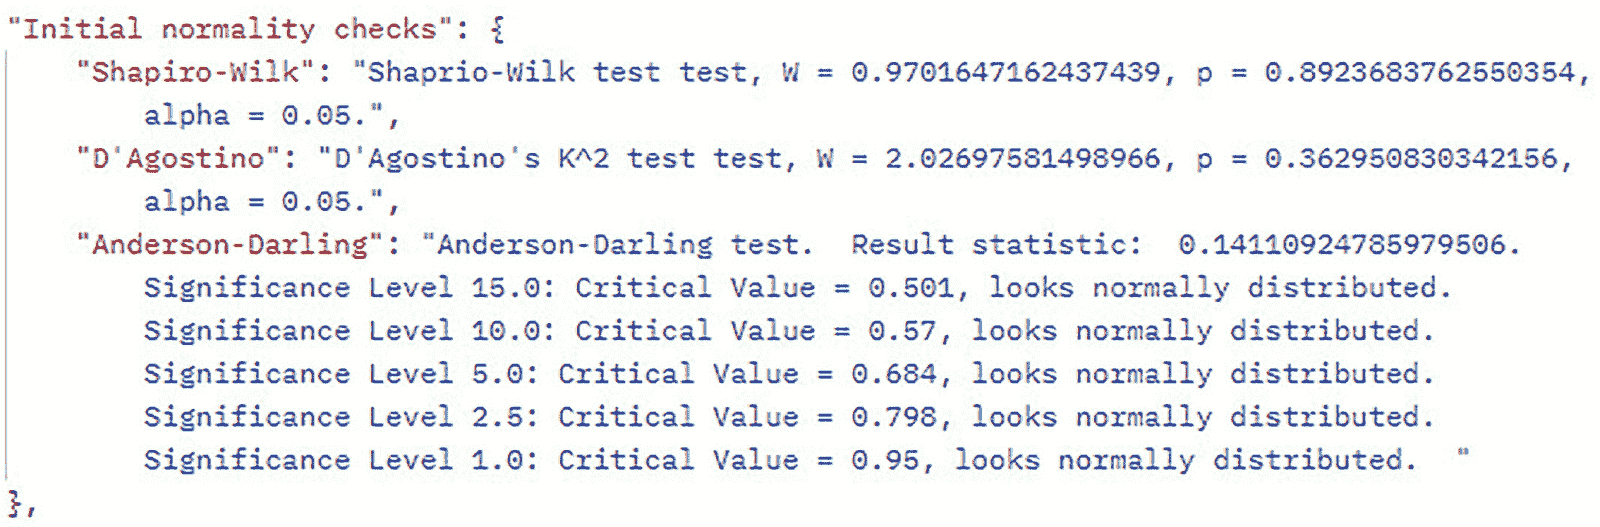 "Initial normality checks": {
"Shapiro-Wilk": "Shaprio-Wilk test test, W = 0.9701647162437439, p = 0.8923683762550354,
alpha = 0.05.",
"D'Agostino": "D'Agostino's K^2 test test, W = 2.02697581498966, p = 0.362950830342156,
alpha = 0.05.",
"Anderson-Darling": "Anderson-Darling test.  Result statistic:  0.14110924785979506.
Significance Level 15.0: Critical Value = 0.501, looks normally distributed.
Significance Level 10.0: Critical Value = 0.57, looks normally distributed.
Significance Level 5.0: Critical Value = 0.684, looks normally distributed.
Significance Level 2.5: Critical Value = 0.798, looks normally distributed.
Significance Level 1.0: Critical Value = 0.95, looks normally distributed.  "
},